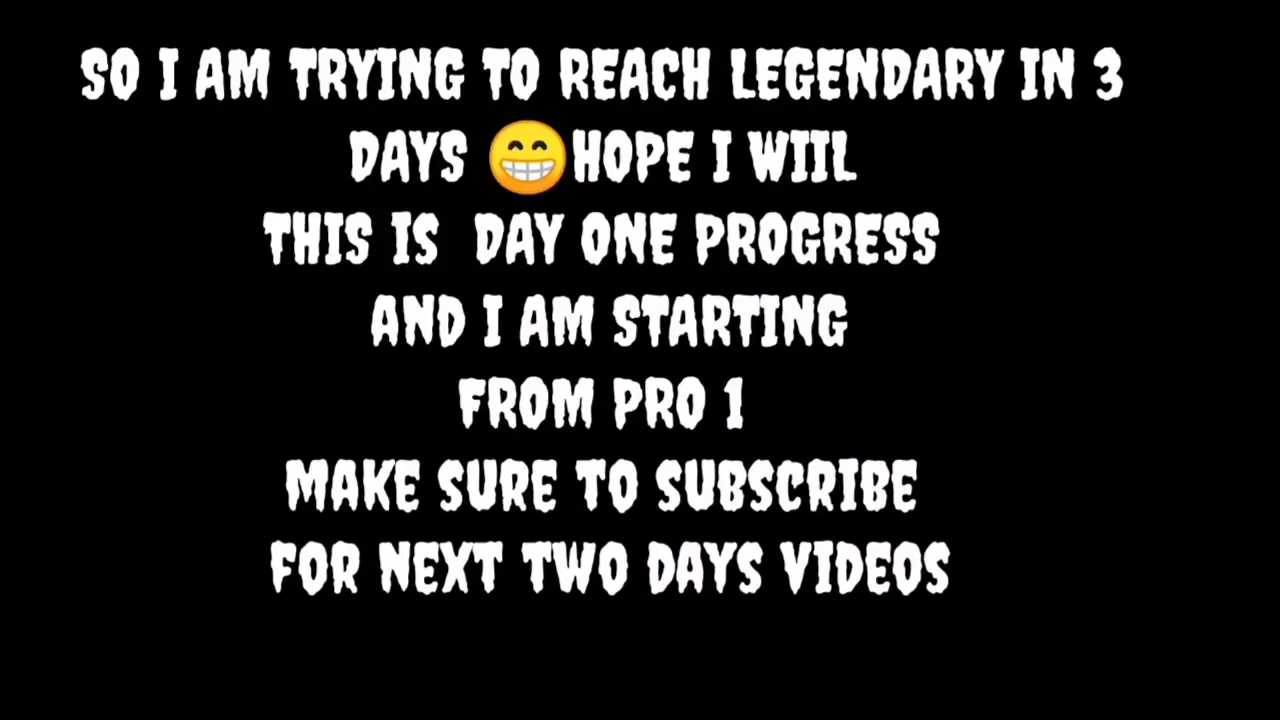 SO I AM TRYING TO REACH LEGENDARY IN 3
DAYS 😁HOPE I WIIL
THIS IS DAY ONE PROGRESS
AND I AM STARTING
FROM PRO 1
MAKE SURE TO SUBSCRIBE
FOR NEXT TWO DAYS VIDEOS